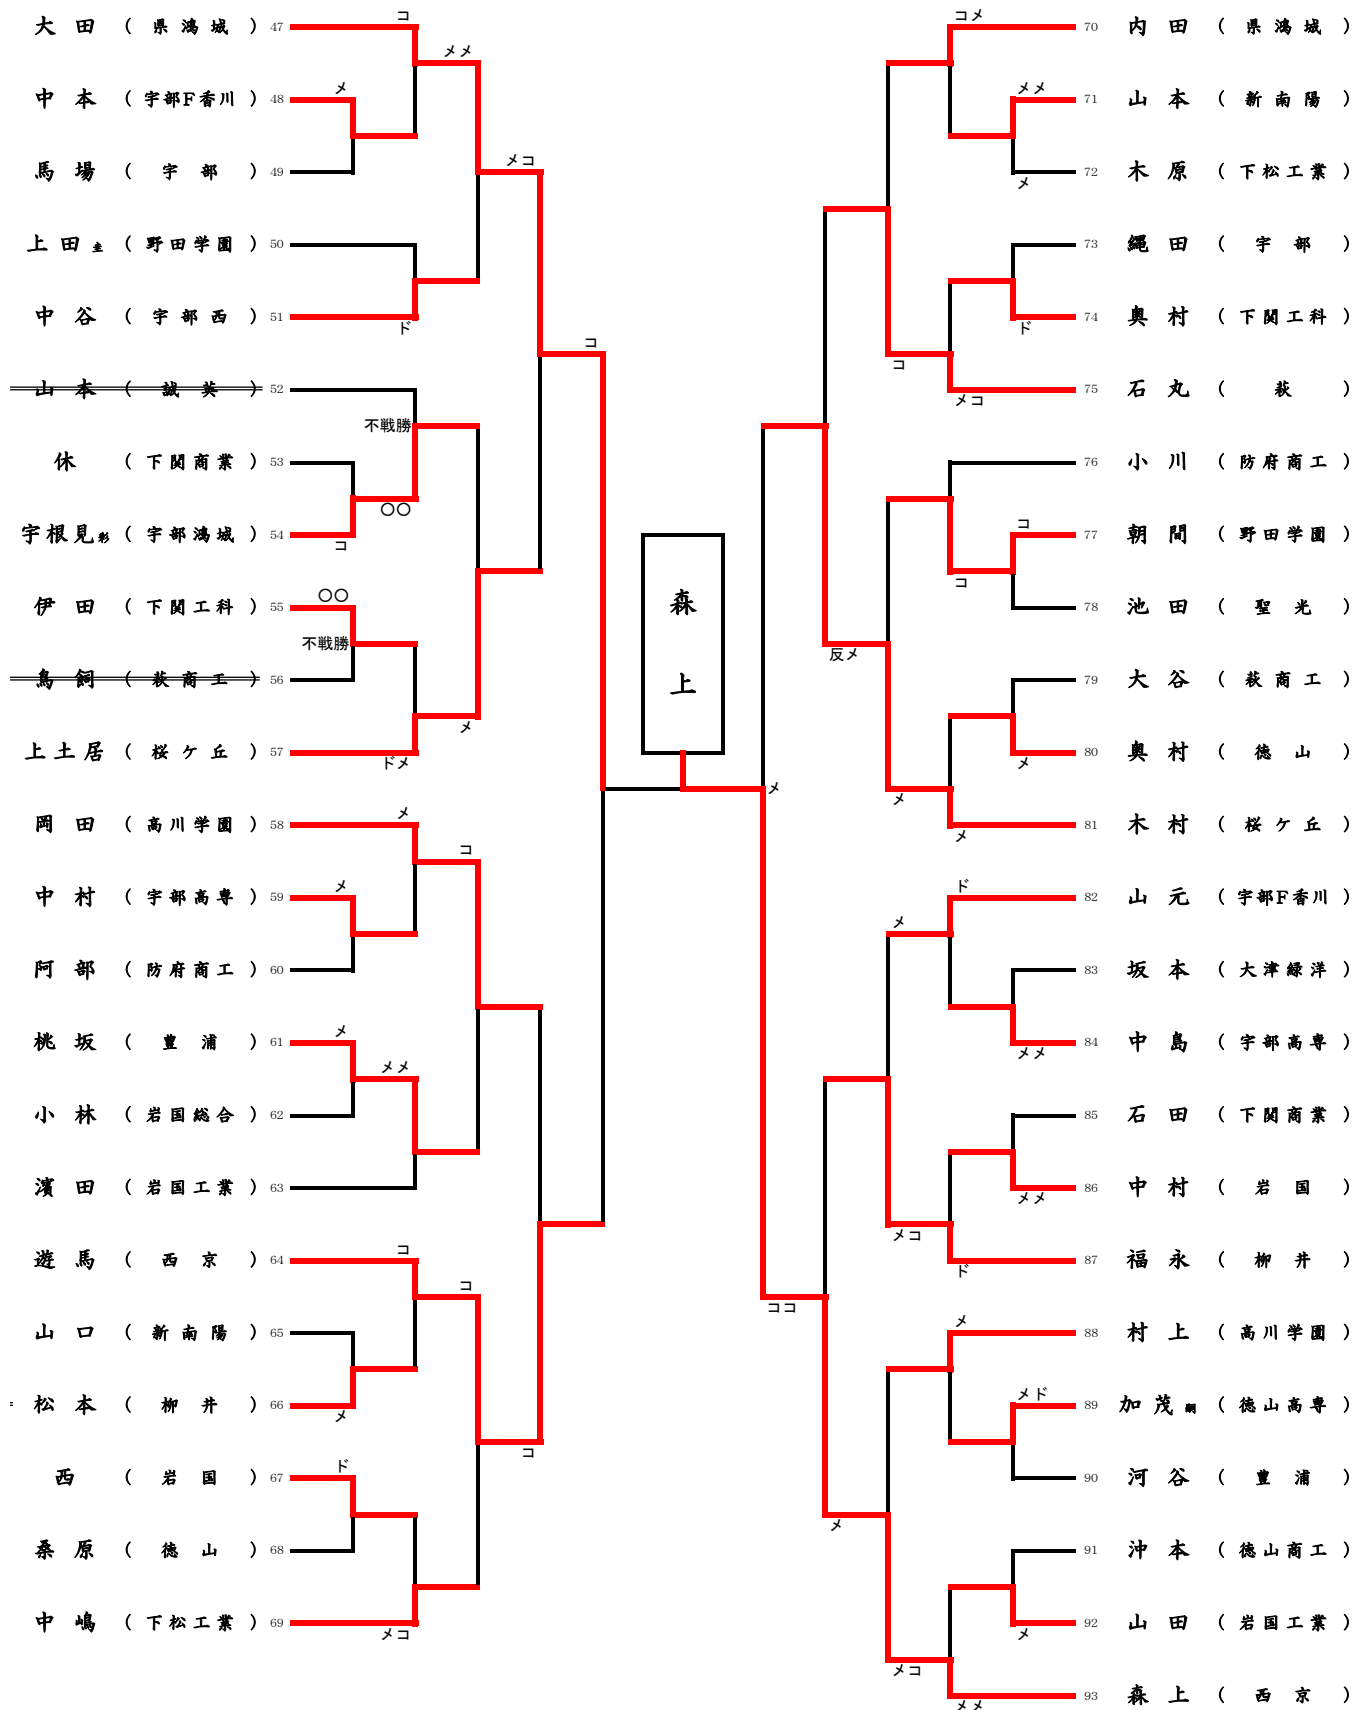 大田 ( 県鴻城 ) 47
中本 ( 宇部F香川 ) 48
馬場 ( 宇部 ) 49
上田 圭 ( 野田学園 ) 50
中谷 ( 宇部西 ) 51
山本 ( 誠英 ) 52
休 ( 下関商業 ) 53
宇根見 彩 ( 宇部鴻城 ) 54
伊田 ( 下関工科 ) 55
鳥飼 ( 萩商工 ) 56
上土居 ( 桜ケ丘 ) 57
岡田 ( 高川学園 ) 58
中村 ( 宇部高専 ) 59
阿部 ( 防府商工 ) 60
桃坂 ( 豊浦 ) 61
小林 ( 岩国総合 ) 62
濱田 ( 岩国工業 ) 63
遊馬 ( 西京 ) 64
山口 ( 新南陽 ) 65
松本 ( 柳井 ) 66
西 ( 岩国 ) 67
桑原 ( 徳山 ) 68
中嶋 ( 下松工業 ) 69
コ
メ
ド
メメ
メコ
不戦勝
〇〇
コ
〇〇
不戦勝
ドメ
メ
コ
メ
メ
コ
メ
メメ
コ
メ
コ
ド
メコ
コ
森上
メ
コココメ
メメ
メ
ド
メコ
コ
コ
コ
反メ
メ
メ
メ
ド
メ
メメ
メメ
ド
メコ
メ
メド
メ
メ
メコ
メメ
70 内田 ( 県鴻城 )
71 山本 ( 新南陽 )
72 木原 ( 下松工業 )
73 縄田 ( 宇部 )
74 奥村 ( 下関工科 )
75 石丸 ( 萩 )
76 小川 ( 防府商工 )
77 朝間 ( 野田学園 )
78 池田 ( 聖光 )
79 大谷 ( 萩商工 )
80 奥村 ( 徳山 )
81 木村 ( 桜ケ丘 )
82 山元 ( 宇部F香川 )
83 坂本 ( 大津緑洋 )
84 中島 ( 宇部高専 )
85 石田 ( 下関商業 )
86 中村 ( 岩国 )
87 福永 ( 柳井 )
88 村上 ( 高川学園 )
89 加茂 ( 徳山高専 )
90 河谷 ( 豊浦 )
91 沖本 ( 徳山商工 )
92 山田 ( 岩国工業 )
93 森上 ( 西京 )